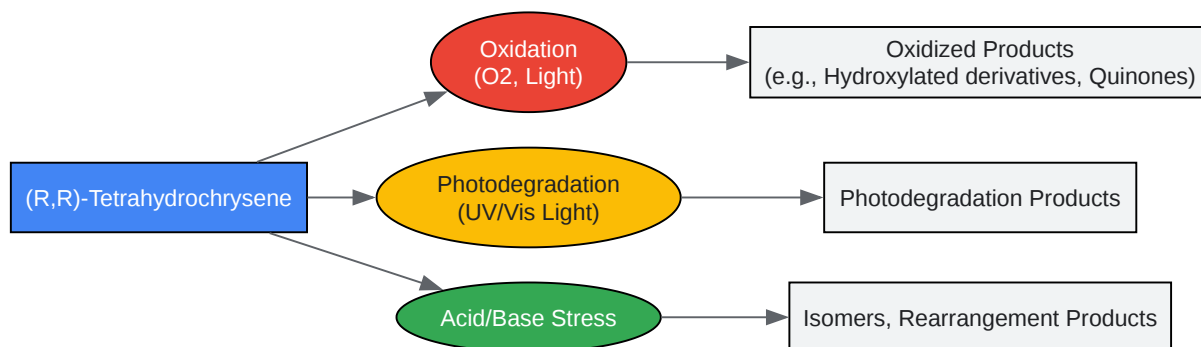 Oxidation
(O2, Light)
Oxidized Products
(e.g., Hydroxylated derivatives, Quinones)
(R,R)-Tetrahydrochrysene
Photodegradation
(UV/Vis Light)
Photodegradation Products
Acid/Base Stress
Isomers, Rearrangement Products